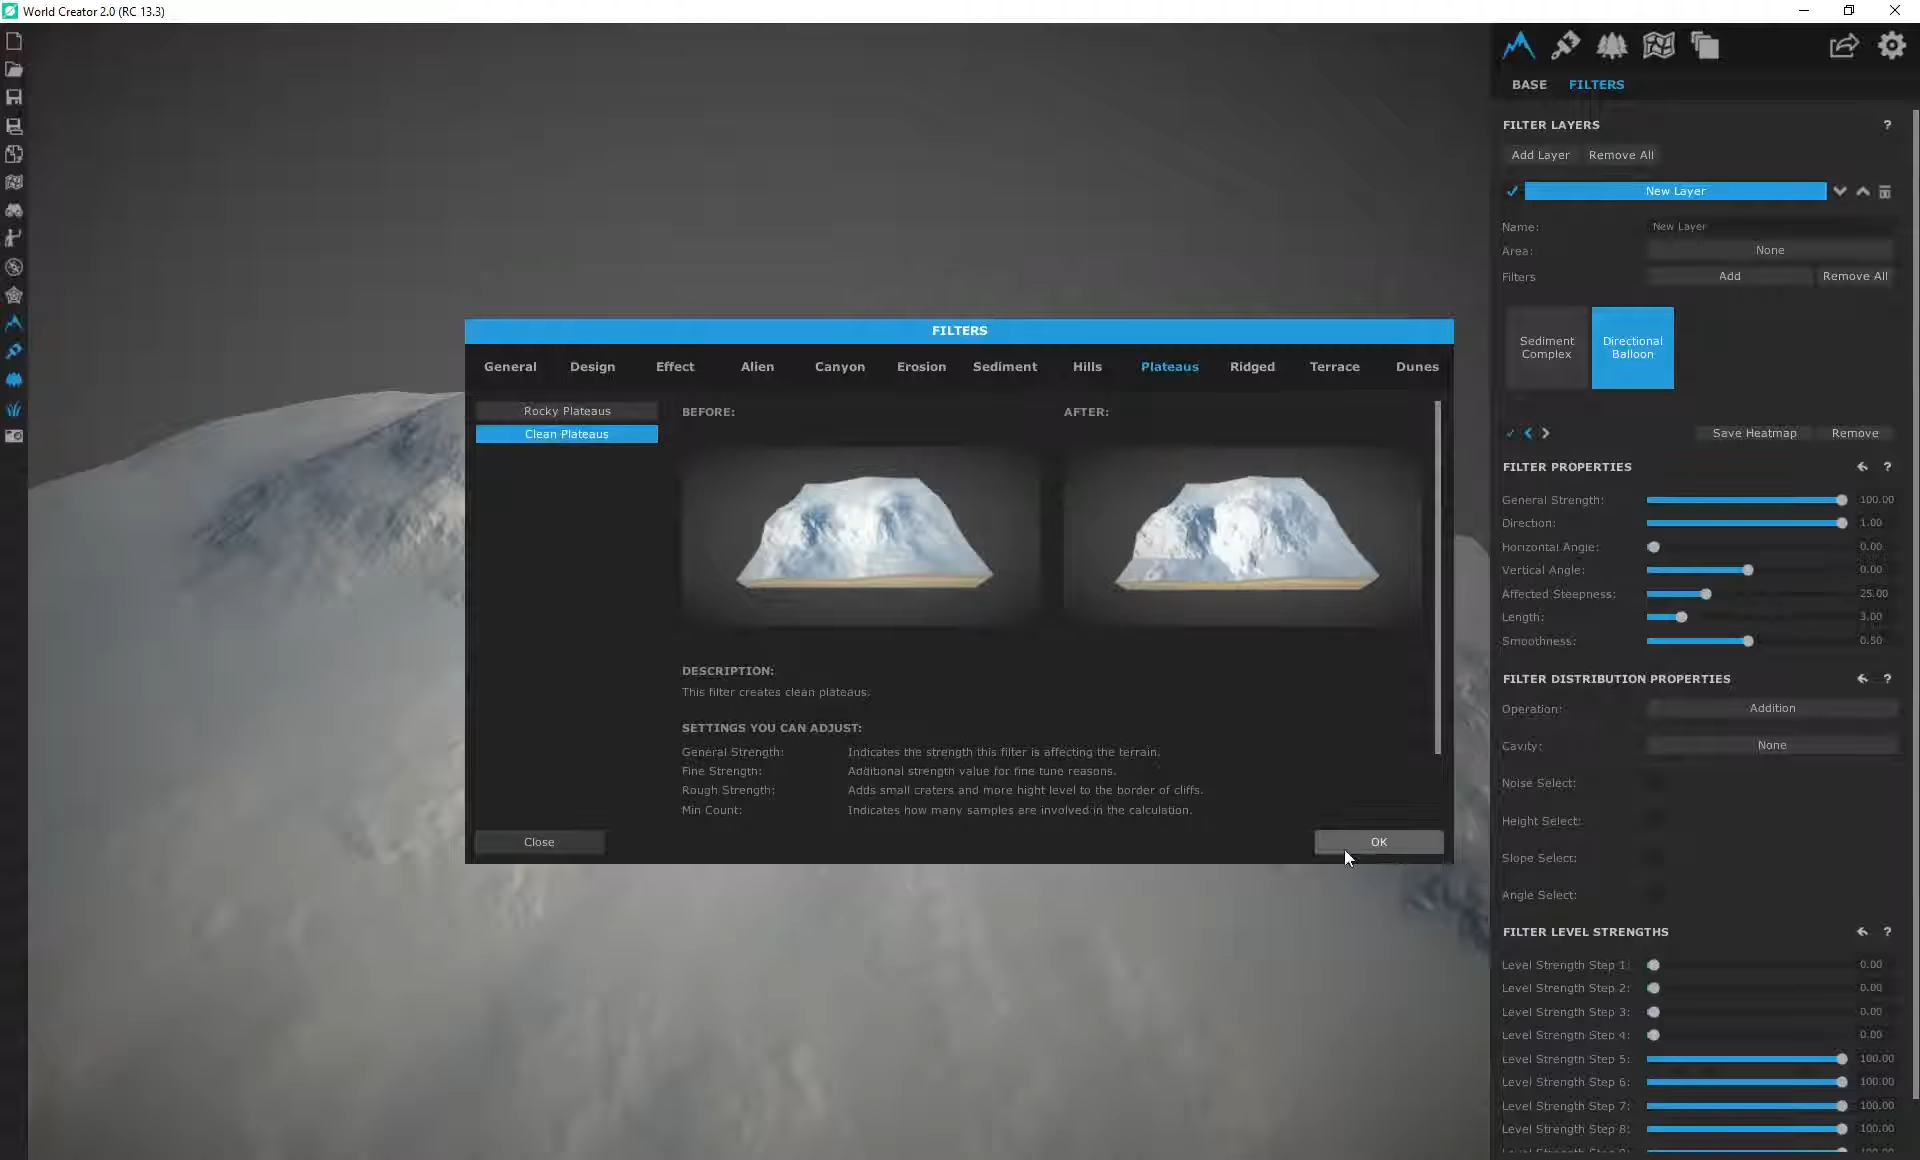 World Creator 2.0 (RC 13.3)
BASE FILTERS
FILTER LAYERS ?
Add Layer Remove All
New Layer
Name: New Layer
Area: None
Filters Add Remove All
Sediment Complex
Directional Balloon
Save Heatmap Remove
FILTER PROPERTIES ?
General Strength: 100.00
Direction: 1.00
Horizontal Angle: 0.00
Vertical Angle: 0.00
Affected Steepness: 25.00
Length: 3.00
Smoothness: 0.50
FILTER DISTRIBUTION PROPERTIES ?
Operation: Addition
Cavity: None
Noise Select:
Height Select:
Slope Select:
Angle Select:
FILTER LEVEL STRENGTHS ?
Level Strength Step 1: 0.00
Level Strength Step 2: 0.00
Level Strength Step 3: 0.00
Level Strength Step 4: 0.00
Level Strength Step 5: 100.00
Level Strength Step 6: 100.00
Level Strength Step 7: 100.00
Level Strength Step 8: 100.00
FILTERS
General Design Effect Alien Canyon Erosion Sediment Hills Plateaus Ridged Terrace Dunes
Rocky Plateaus
Clean Plateaus
BEFORE: AFTER:
DESCRIPTION:
This filter creates clean plateaus.
SETTINGS YOU CAN ADJUST:
General Strength: Indicates the strength this filter is affecting the terrain.
Fine Strength: Additional strength value for fine tune reasons.
Rough Strength: Adds small craters and more hight level to the border of cliffs.
Min Count: Indicates how many samples are involved in the calculation.
Close OK